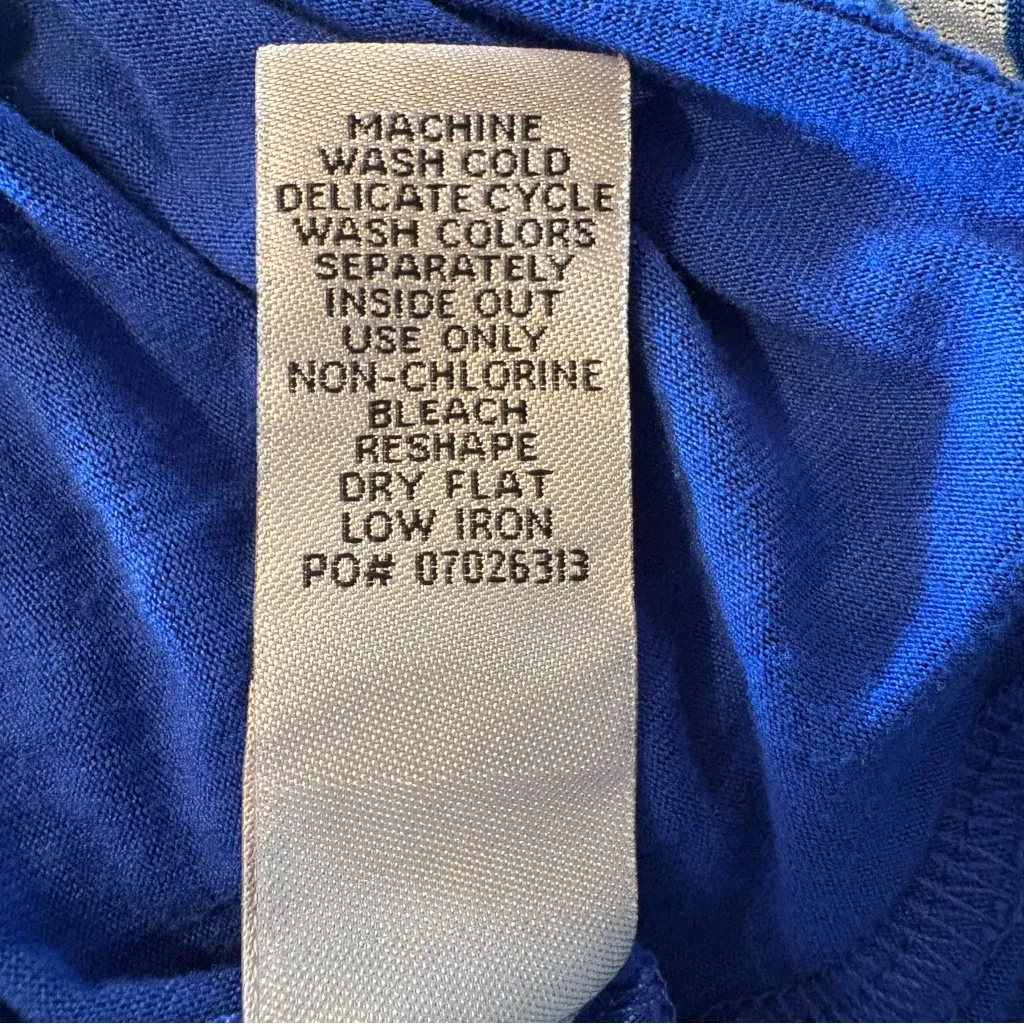 MACHINE
WASH COLD
DELICATE CYCLE
WASH COLORS
SEPARATELY
INSIDE OUT
USE ONLY
NON-CHLORINE
BLEACH
RESHAPE
DRY FLAT
LOW IRON
PO# 07026313